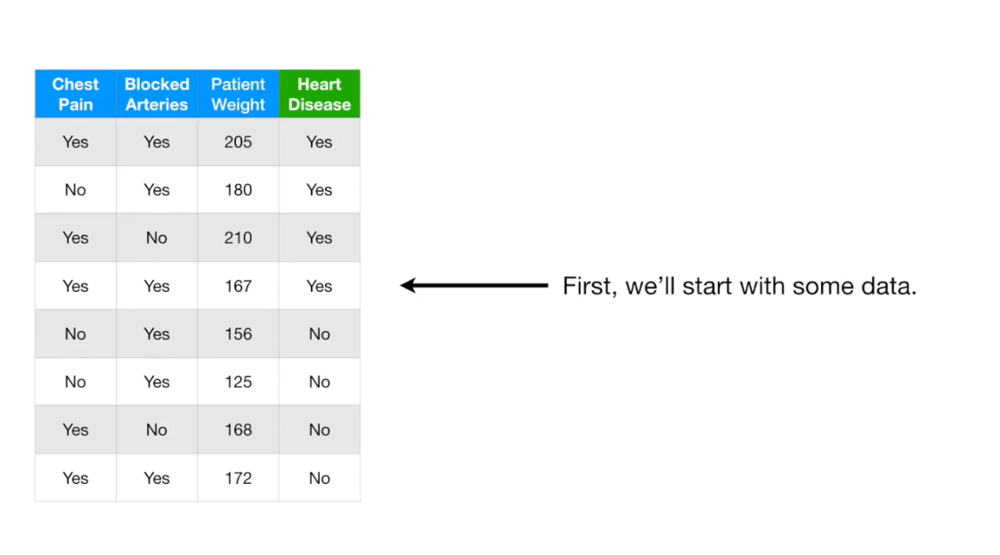 Chest Pain Blocked Arteries Patient Weight Heart Disease
Yes Yes 205 Yes
No Yes 180 Yes
Yes No 210 Yes
Yes Yes 167 Yes
No Yes 156 No
No Yes 125 No
Yes No 168 No
Yes Yes 172 No
First, we’ll start with some data.